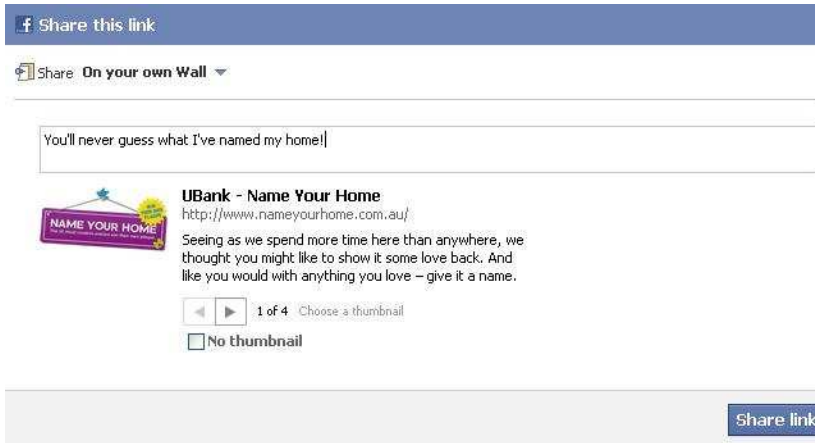 f Share this link
Share On your own Wall
You'll never guess what I've named my home!
UBank - Name Your Home
http://www.nameyourhome.com.au/
NAME YOUR HOME
Seeing as we spend more time here than anywhere, we
thought you might like to show it some love back. And
like you would with anything you love – give it a name.
1 of 4 Choose a thumbnail
No thumbnail
Share link